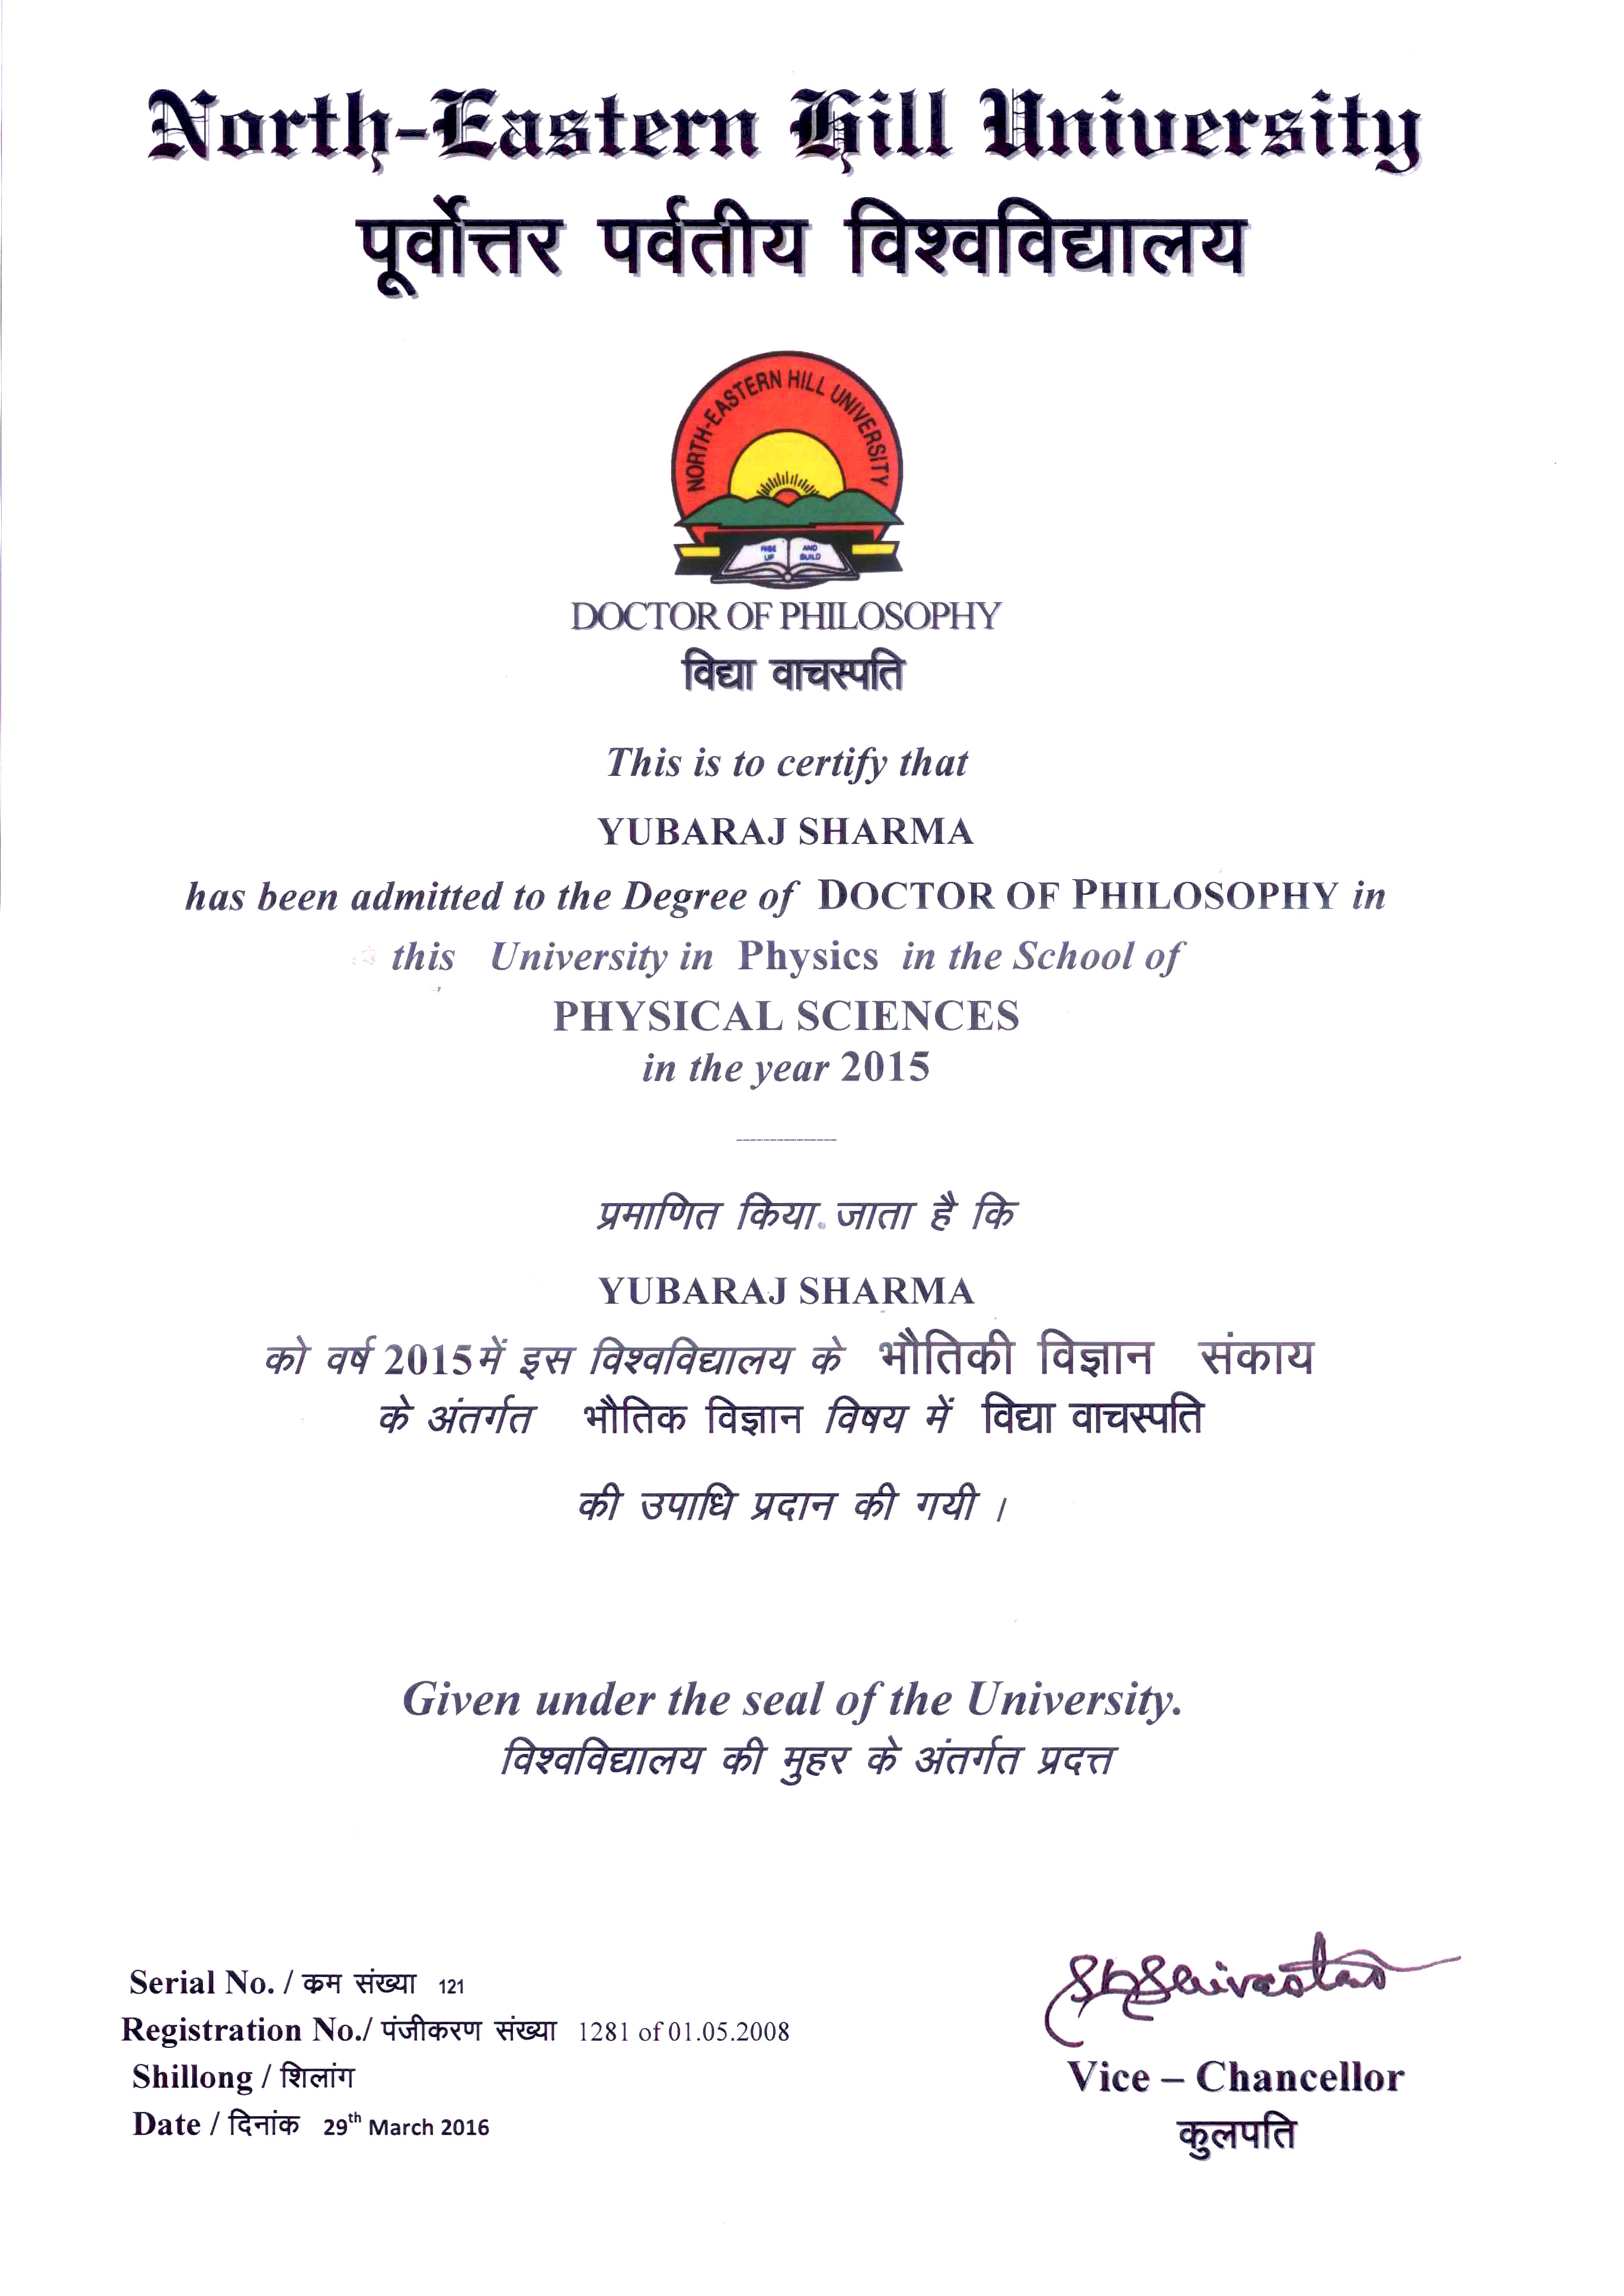 North-Eastern Hill University
पूर्वोत्तर पर्वतीय विश्वविद्यालय
NORTH-EASTERN HILL UNIVERSITY
RISE UP AND BUILD
DOCTOR OF PHILOSOPHY
विद्या वाचस्पति
This is to certify that
YUBARAJ SHARMA
has been admitted to the Degree of DOCTOR OF PHILOSOPHY in
this University in Physics in the School of
PHYSICAL SCIENCES
in the year 2015
---------------
प्रमाणित किया जाता है कि
YUBARAJ SHARMA
को वर्ष 2015 में इस विश्वविद्यालय के भौतिकी विज्ञान संकाय
के अंतर्गत भौतिक विज्ञान विषय में विद्या वाचस्पति
की उपाधि प्रदान की गयी ।
Given under the seal of the University.
विश्वविद्यालय की मुहर के अंतर्गत प्रदत्त
Serial No. / क्रम संख्या 121
Registration No./ पंजीकरण संख्या 1281 of 01.05.2008
Shillong / शिलांग
Date / दिनांक 29th March 2016
SKSrivastava
Vice – Chancellor
कुलपति